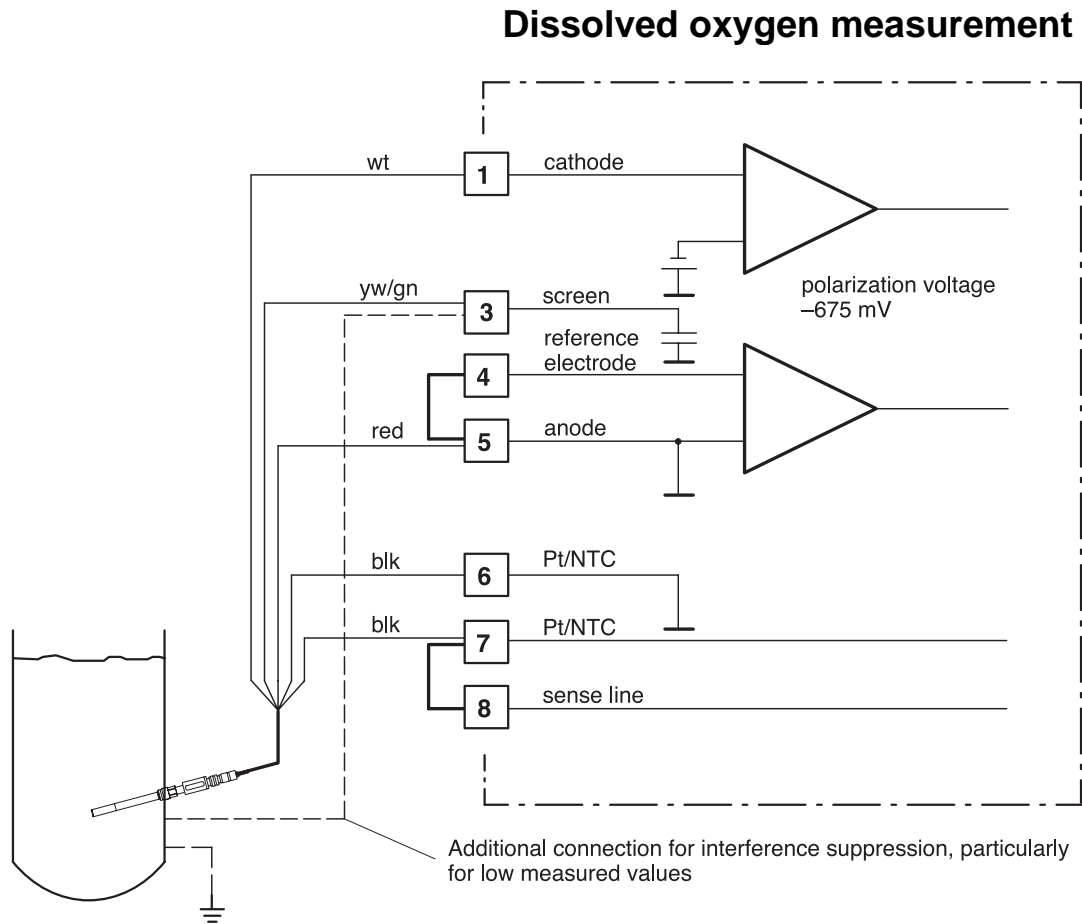 Dissolved oxygen measurement
wt
1
cathode
yw/gn
3
screen
polarization voltage
–675 mV
reference
electrode
4
red
5
anode
blk
6
Pt/NTC
blk
7
Pt/NTC
8
sense line
Additional connection for interference suppression, particularly
for low measured values